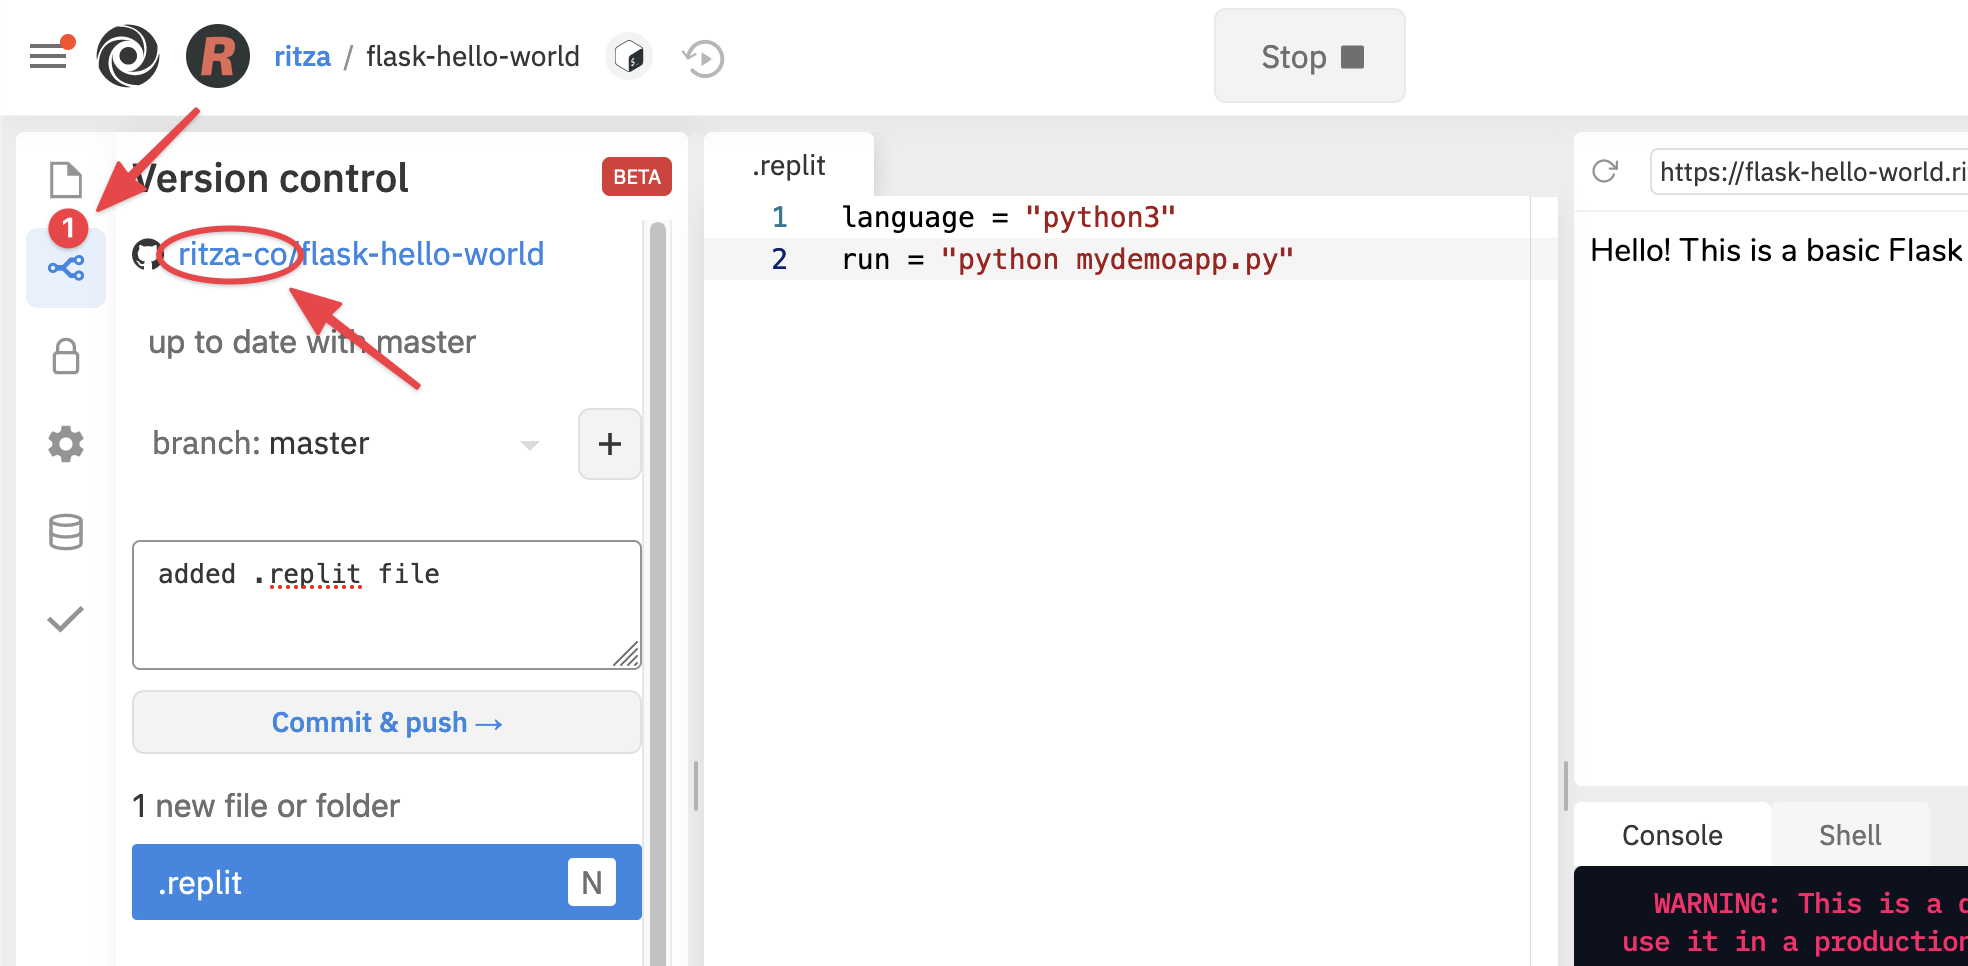 R ritza / flask-hello-world
Stop
1
Version control BETA
ritza-co/flask-hello-world
up to date with master
branch: master
+
added .replit file
Commit & push →
1 new file or folder
.replit N
.replit
1 language = "python3"
2 run = "python mydemoapp.py"
https://flask-hello-world.ri
Hello! This is a basic Flask
Console Shell
WARNING: This is a
use it in a production